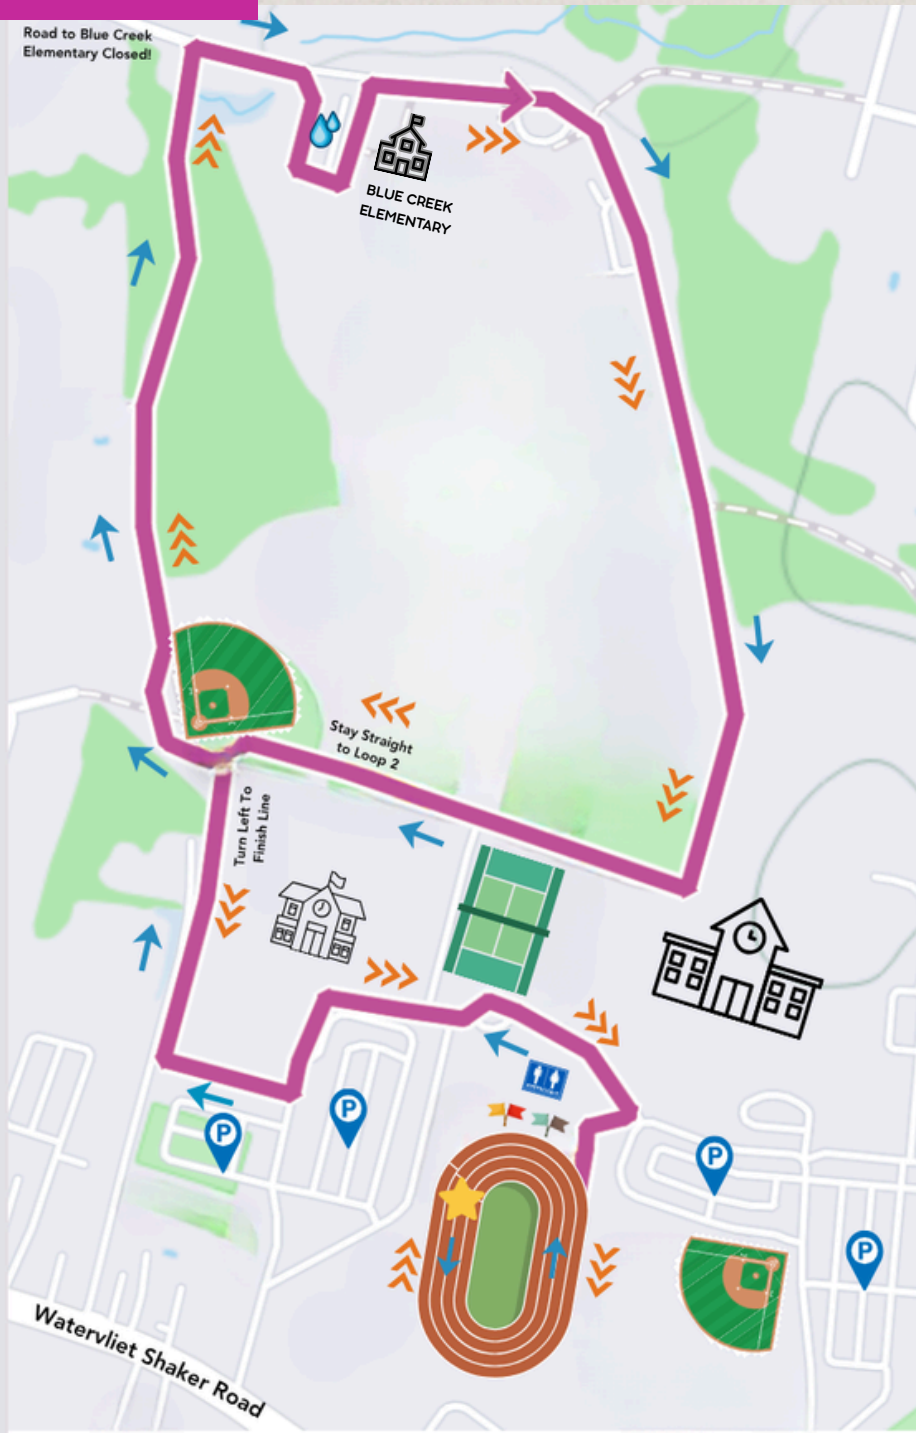 Road to Blue Creek
Elementary Closed!
BLUE CREEK
ELEMENTARY
Stay Straight
to Loop 2
Turn Left To
Finish Line
P
P
P
P
Watervliet Shaker Road